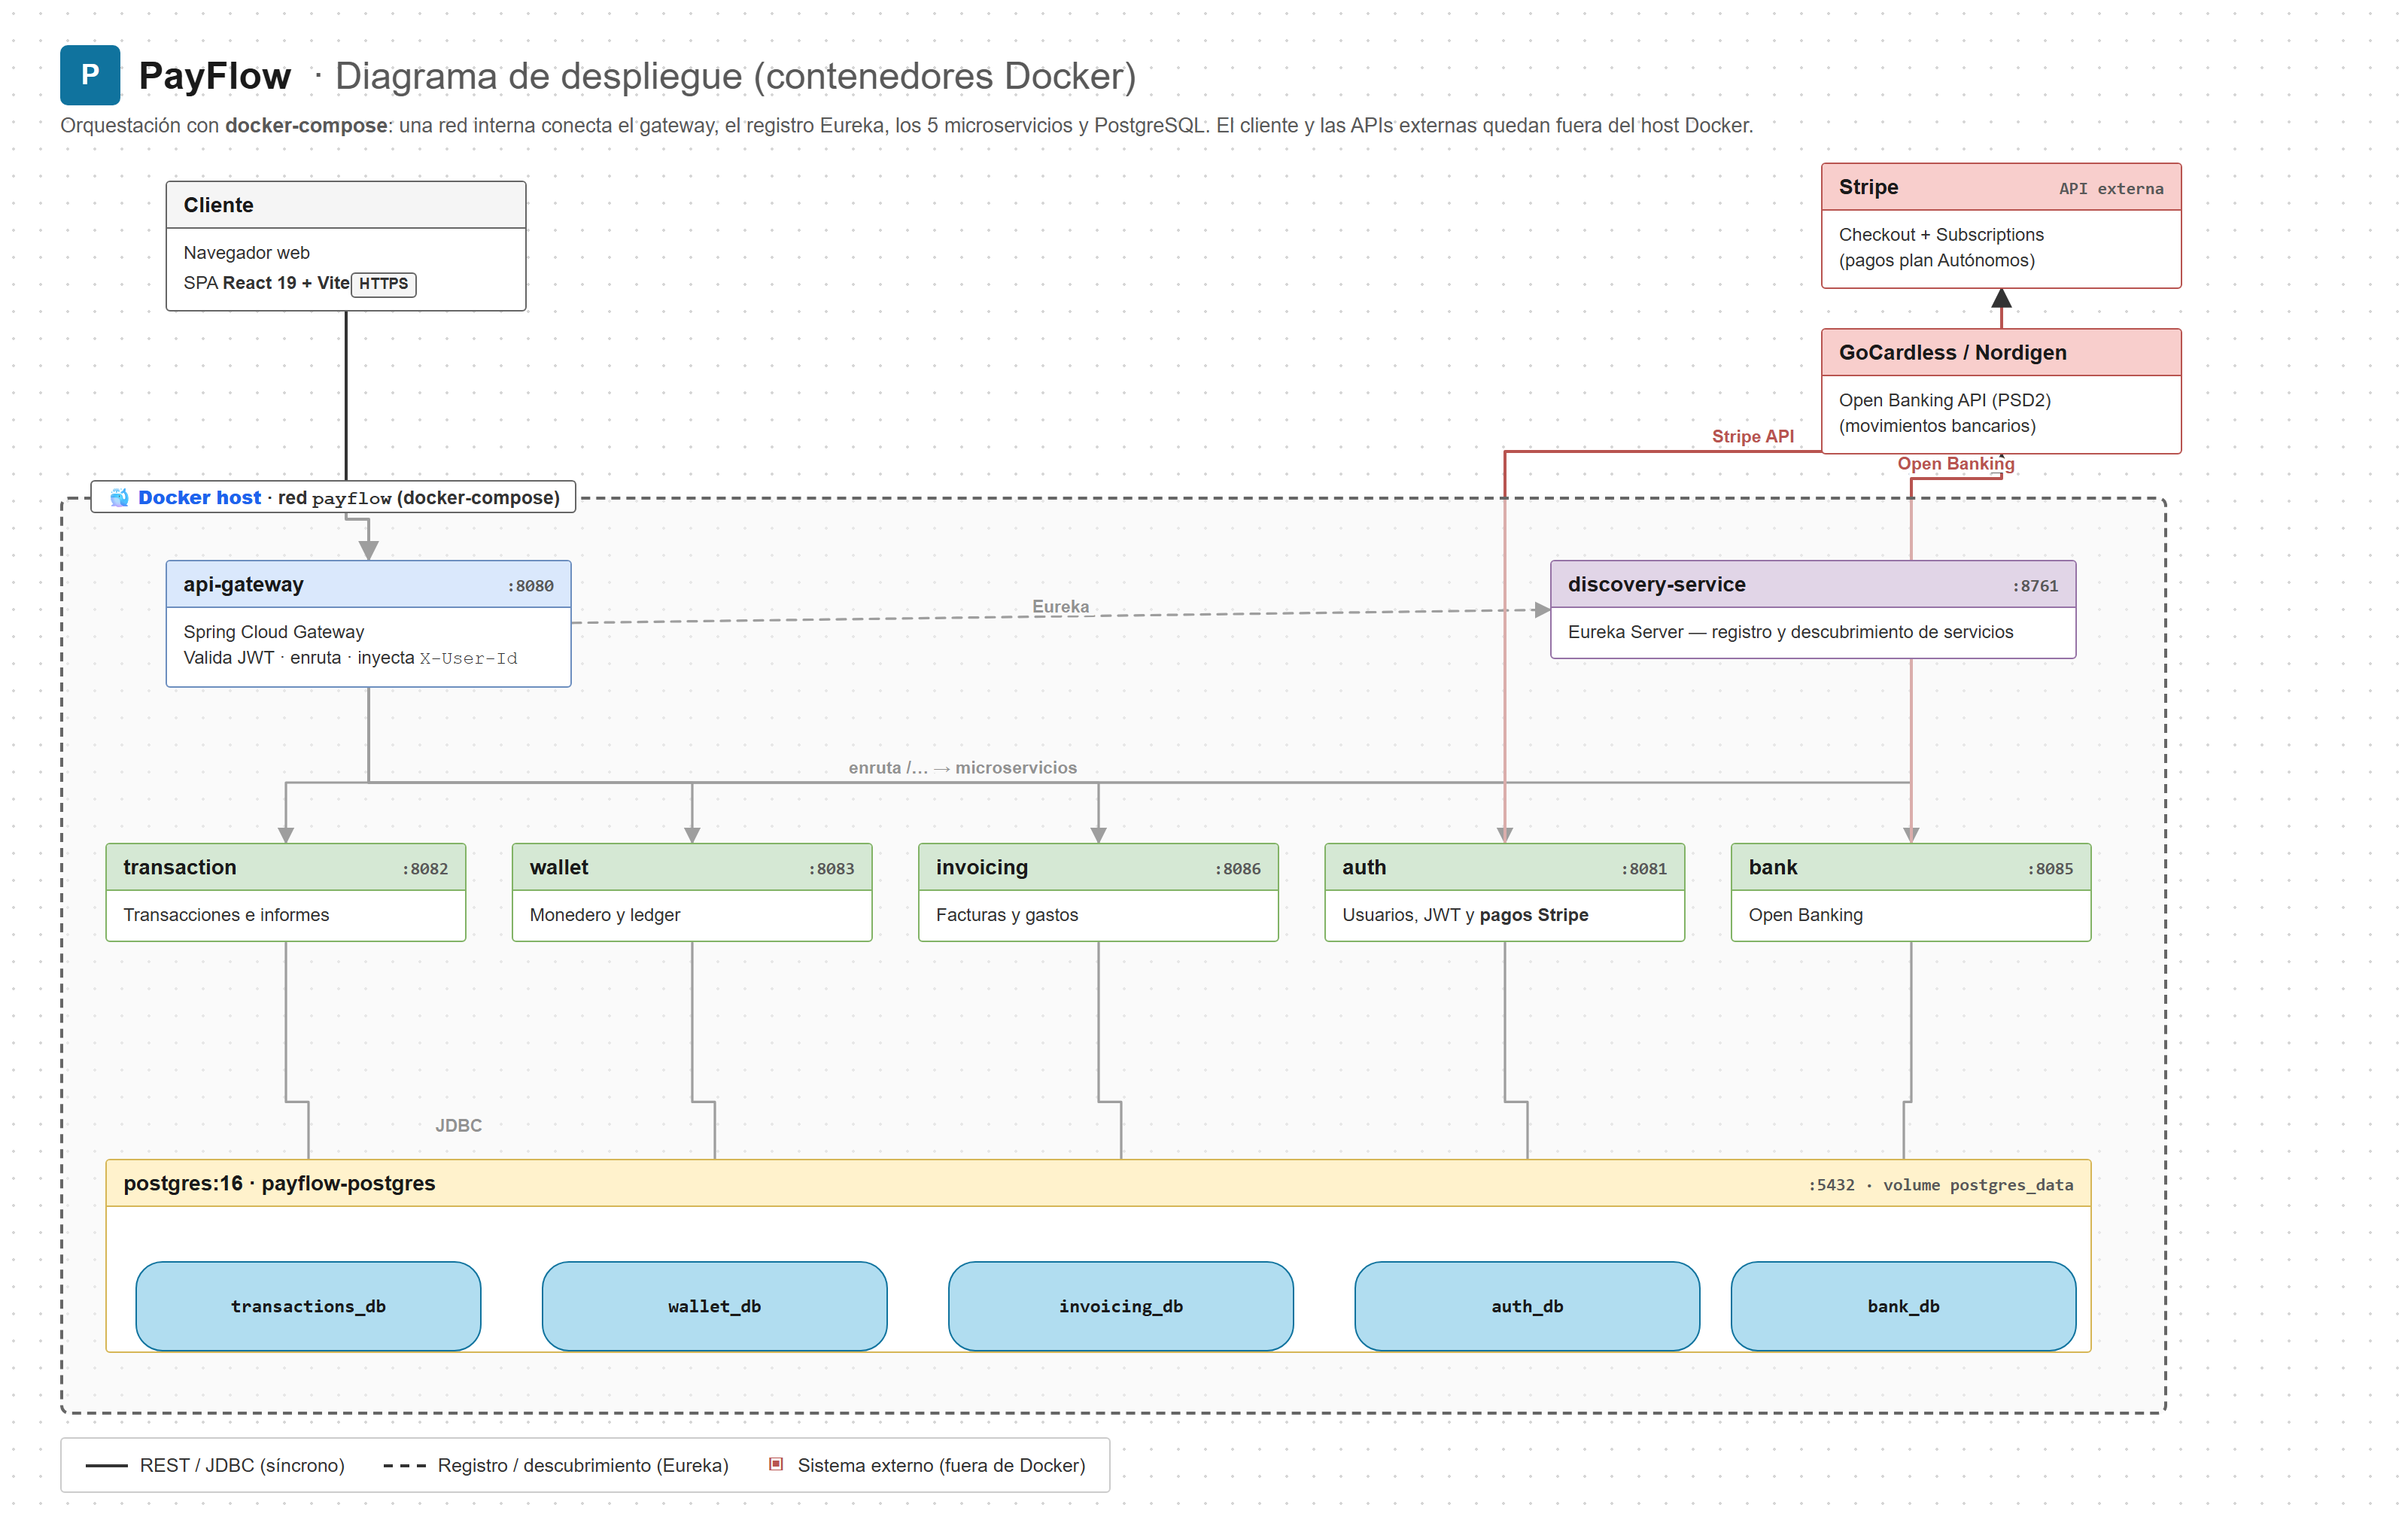 P
PayFlow · Diagrama de despliegue (contenedores Docker)
Orquestación con docker-compose: una red interna conecta el gateway, el registro Eureka, los 5 microservicios y PostgreSQL. El cliente y las APIs externas quedan fuera del host Docker.
Cliente
Navegador web
SPA React 19 + Vite HTTPS
Stripe API externa
Checkout + Subscriptions
(pagos plan Autónomos)
GoCardless / Nordigen
Open Banking API (PSD2)
(movimientos bancarios)
Stripe API
Open Banking
Docker host · red payflow (docker-compose)
api-gateway :8080
Spring Cloud Gateway
Valida JWT · enruta · inyecta X-User-Id
Eureka
discovery-service :8761
Eureka Server — registro y descubrimiento de servicios
enruta /... → microservicios
transaction :8082
Transacciones e informes
wallet :8083
Monedero y ledger
invoicing :8086
Facturas y gastos
auth :8081
Usuarios, JWT y pagos Stripe
bank :8085
Open Banking
JDBC
postgres:16 · payflow-postgres :5432 · volume postgres_data
transactions_db
wallet_db
invoicing_db
auth_db
bank_db
REST / JDBC (síncrono)
Registro / descubrimiento (Eureka)
Sistema externo (fuera de Docker)